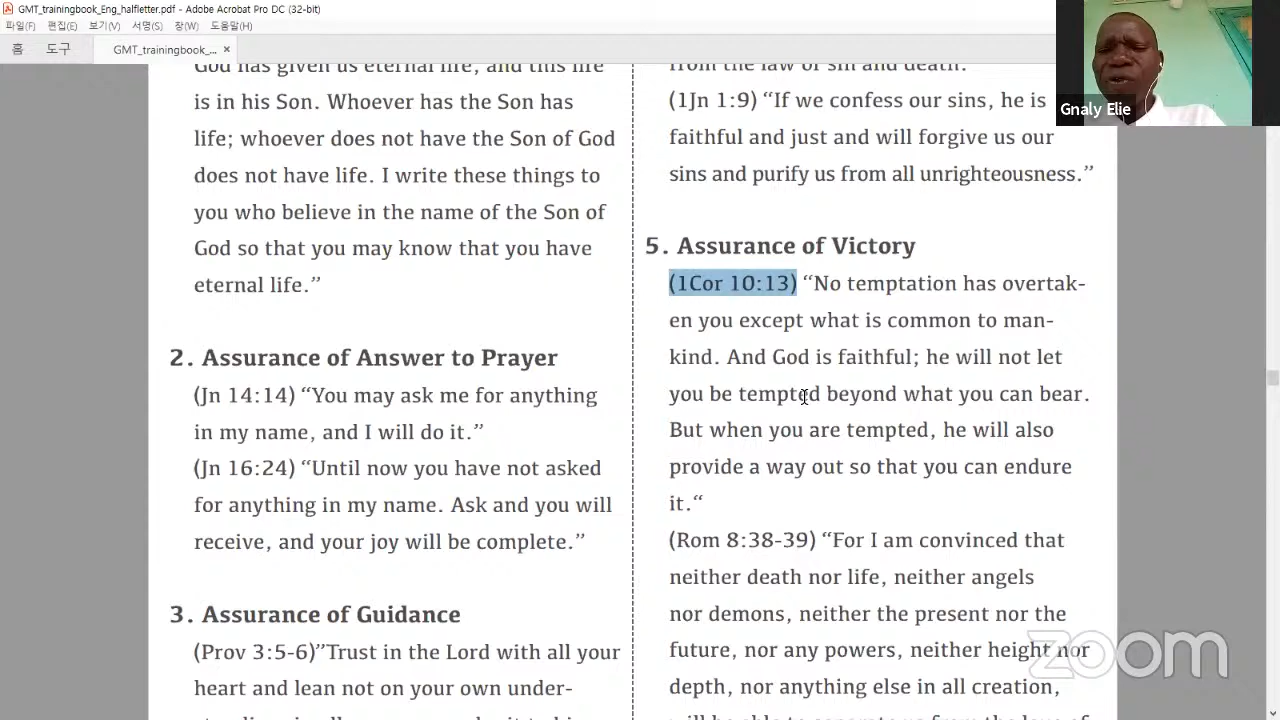 GMT_trainingbook_Eng_halfletter.pdf - Adobe Acrobat Pro DC (32-bit)
파일(F) 편집(E) 보기(V) 서명(S) 창(W) 도움말(H)
홈 도구 GMT_trainingbook_... ×
God has given us eternal life, and this life
is in his Son. Whoever has the Son has
life; whoever does not have the Son of God
does not have life. I write these things to
you who believe in the name of the Son of
God so that you may know that you have
eternal life.”
2. Assurance of Answer to Prayer
(Jn 14:14) “You may ask me for anything
in my name, and I will do it.”
(Jn 16:24) “Until now you have not asked
for anything in my name. Ask and you will
receive, and your joy will be complete.”
3. Assurance of Guidance
(Prov 3:5-6)”Trust in the Lord with all your
heart and lean not on your own under-
from the law of sin and death.
(1Jn 1:9) “If we confess our sins, he is
faithful and just and will forgive us our
sins and purify us from all unrighteousness.”
5. Assurance of Victory
(1Cor 10:13) “No temptation has overtak-
en you except what is common to man-
kind. And God is faithful; he will not let
you be tempted beyond what you can bear.
But when you are tempted, he will also
provide a way out so that you can endure
it.“
(Rom 8:38-39) “For I am convinced that
neither death nor life, neither angels
nor demons, neither the present nor the
future, nor any powers, neither height nor
depth, nor anything else in all creation,
Gnaly Elie
zoom